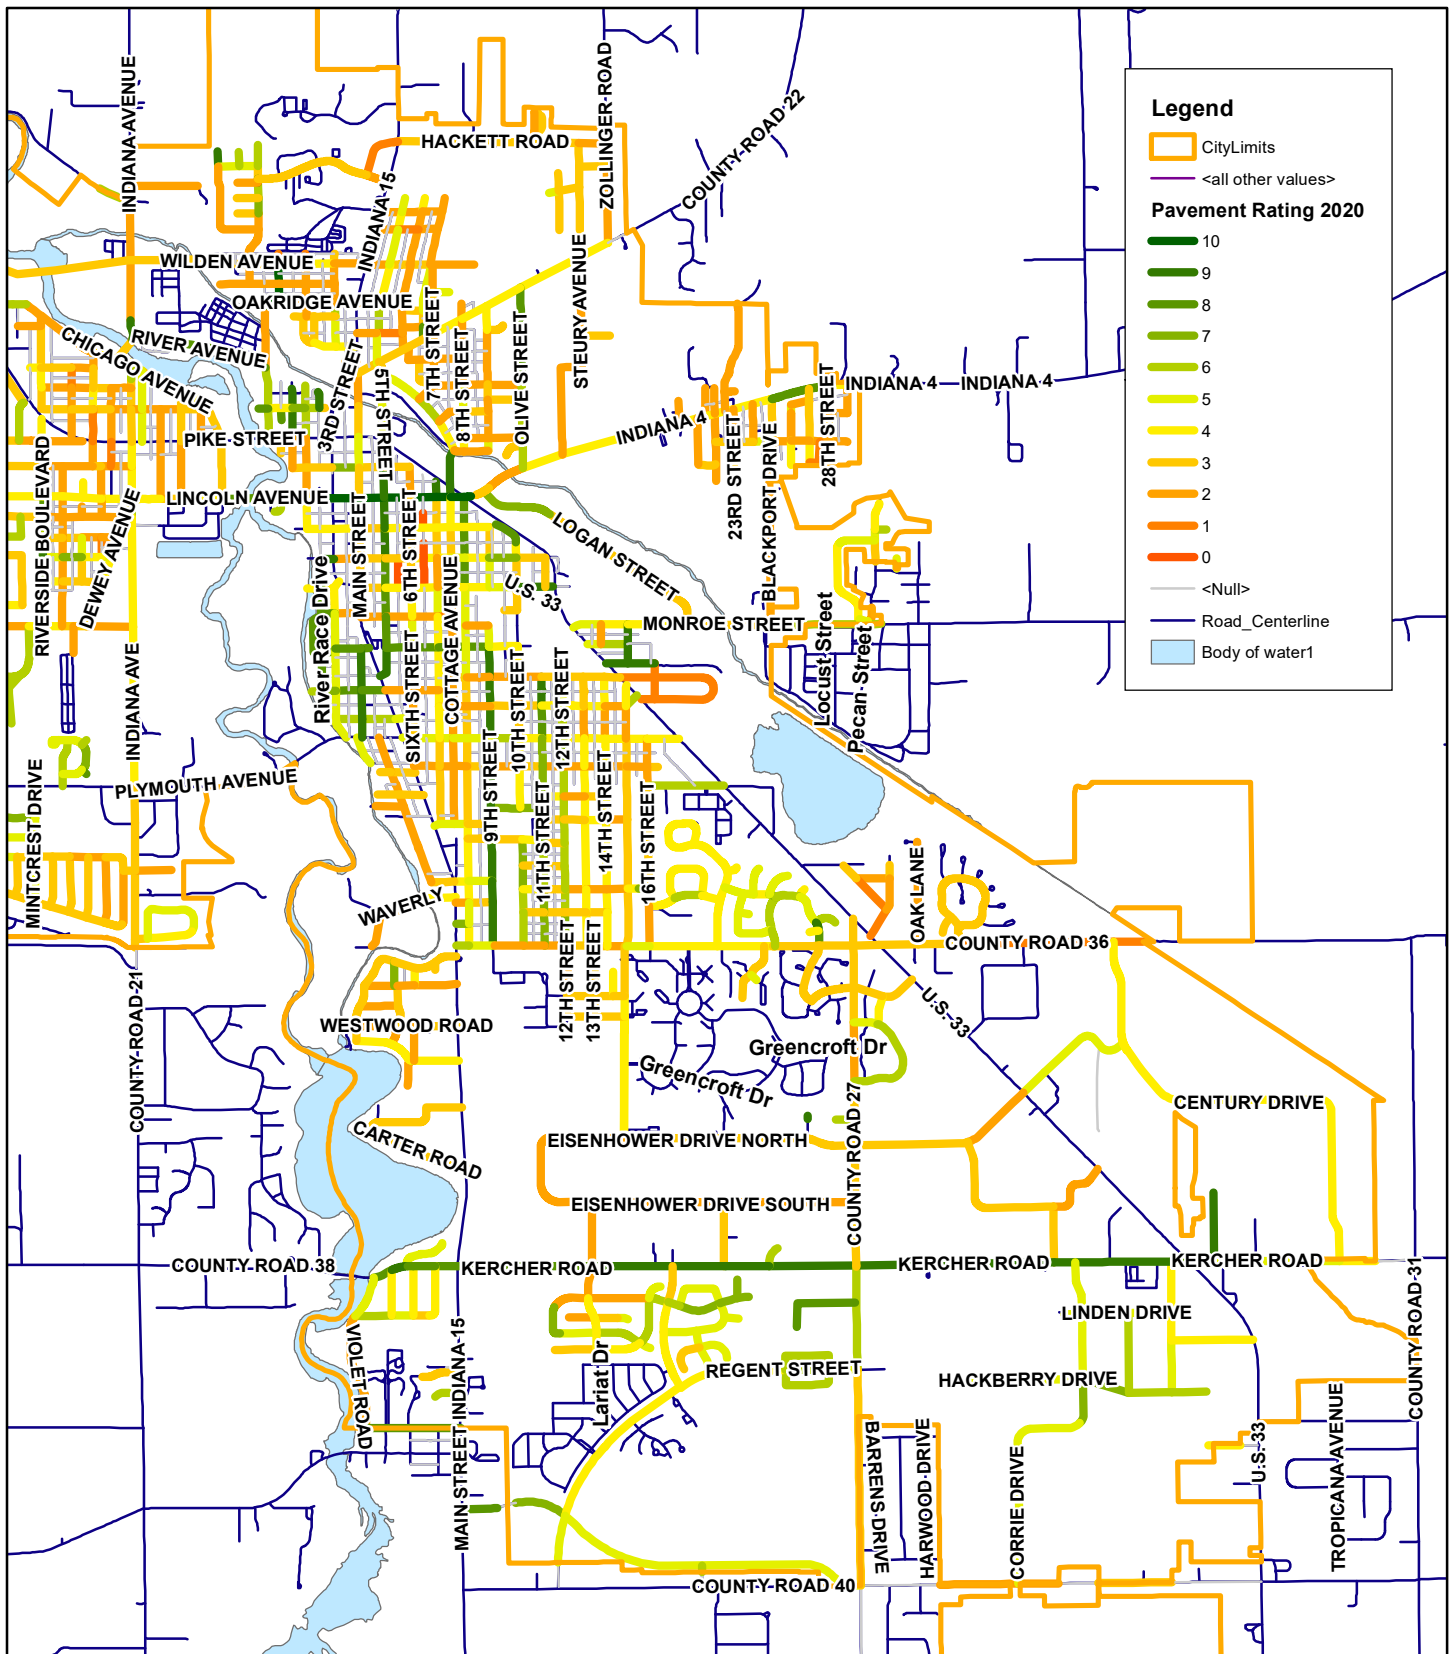 INDIANA AVENUE
ZOLLINGER ROAD
COUNTY ROAD 22
HACKETT ROAD
INDIANA 15
WILDEN AVENUE
OAKRIDGE AVENUE
STEURY AVENUE
RIVER AVENUE
CHICAGO AVENUE
3RD STREET
5TH STREET
7TH STREET
8TH STREET
OLIVE STREET
INDIANA 4
INDIANA 4
INDIANA 4
PIKE STREET
23RD STREET
BLACKPORT DRIVE
28TH STREET
RIVERSIDE BOULEVARD
DEWEY AVENUE
LINCOLN AVENUE
MAIN STREET
6TH STREET
LOGAN STREET
U.S. 33
River Race Drive
COTTAGE AVENUE
SIXTH STREET
MONROE STREET
Locust Street
Pecan Street
INDIANA AVE
9TH STREET
10TH STREET
11TH STREET
12TH STREET
14TH STREET
16TH STREET
PLYMOUTH AVENUE
MINTCREST DRIVE
WAVERLY
OAK LANE
COUNTY ROAD 36
12TH STREET
13TH STREET
COUNTY ROAD 21
WESTWOOD ROAD
U.S. 33
Greencroft Dr
Greencroft Dr
CENTURY DRIVE
CARTER ROAD
EISENHOWER DRIVE NORTH
COUNTY ROAD 27
EISENHOWER DRIVE SOUTH
COUNTY ROAD 38
KERCHER ROAD
KERCHER ROAD
KERCHER ROAD
COUNTY ROAD 31
LINDEN DRIVE
VIOLET ROAD
MAIN STREET
INDIANA 15
Lariat Dr
REGENT STREET
HACKBERRY DRIVE
BARRENS DRIVE
HARWOOD DRIVE
CORRIE DRIVE
U.S. 33
TROPICANA AVENUE
COUNTY ROAD 40
Legend
CityLimits
<all other values>
Pavement Rating 2020
10
9
8
7
6
5
4
3
2
1
0
<Null>
Road_Centerline
Body of water1